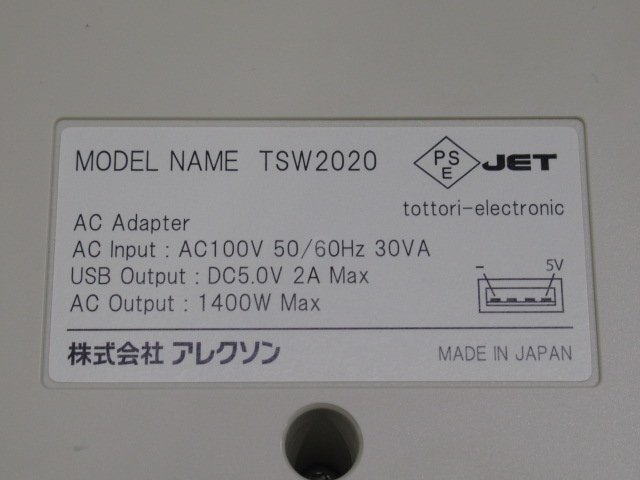 MODEL NAME TSW2020
PS
E
JET
tottori-electronic
AC Adapter
AC Input : AC100V 50/60Hz 30VA
USB Output : DC5.0V 2A Max
AC Output : 1400W Max
- 5V
株式会社 アレクソン
MADE IN JAPAN